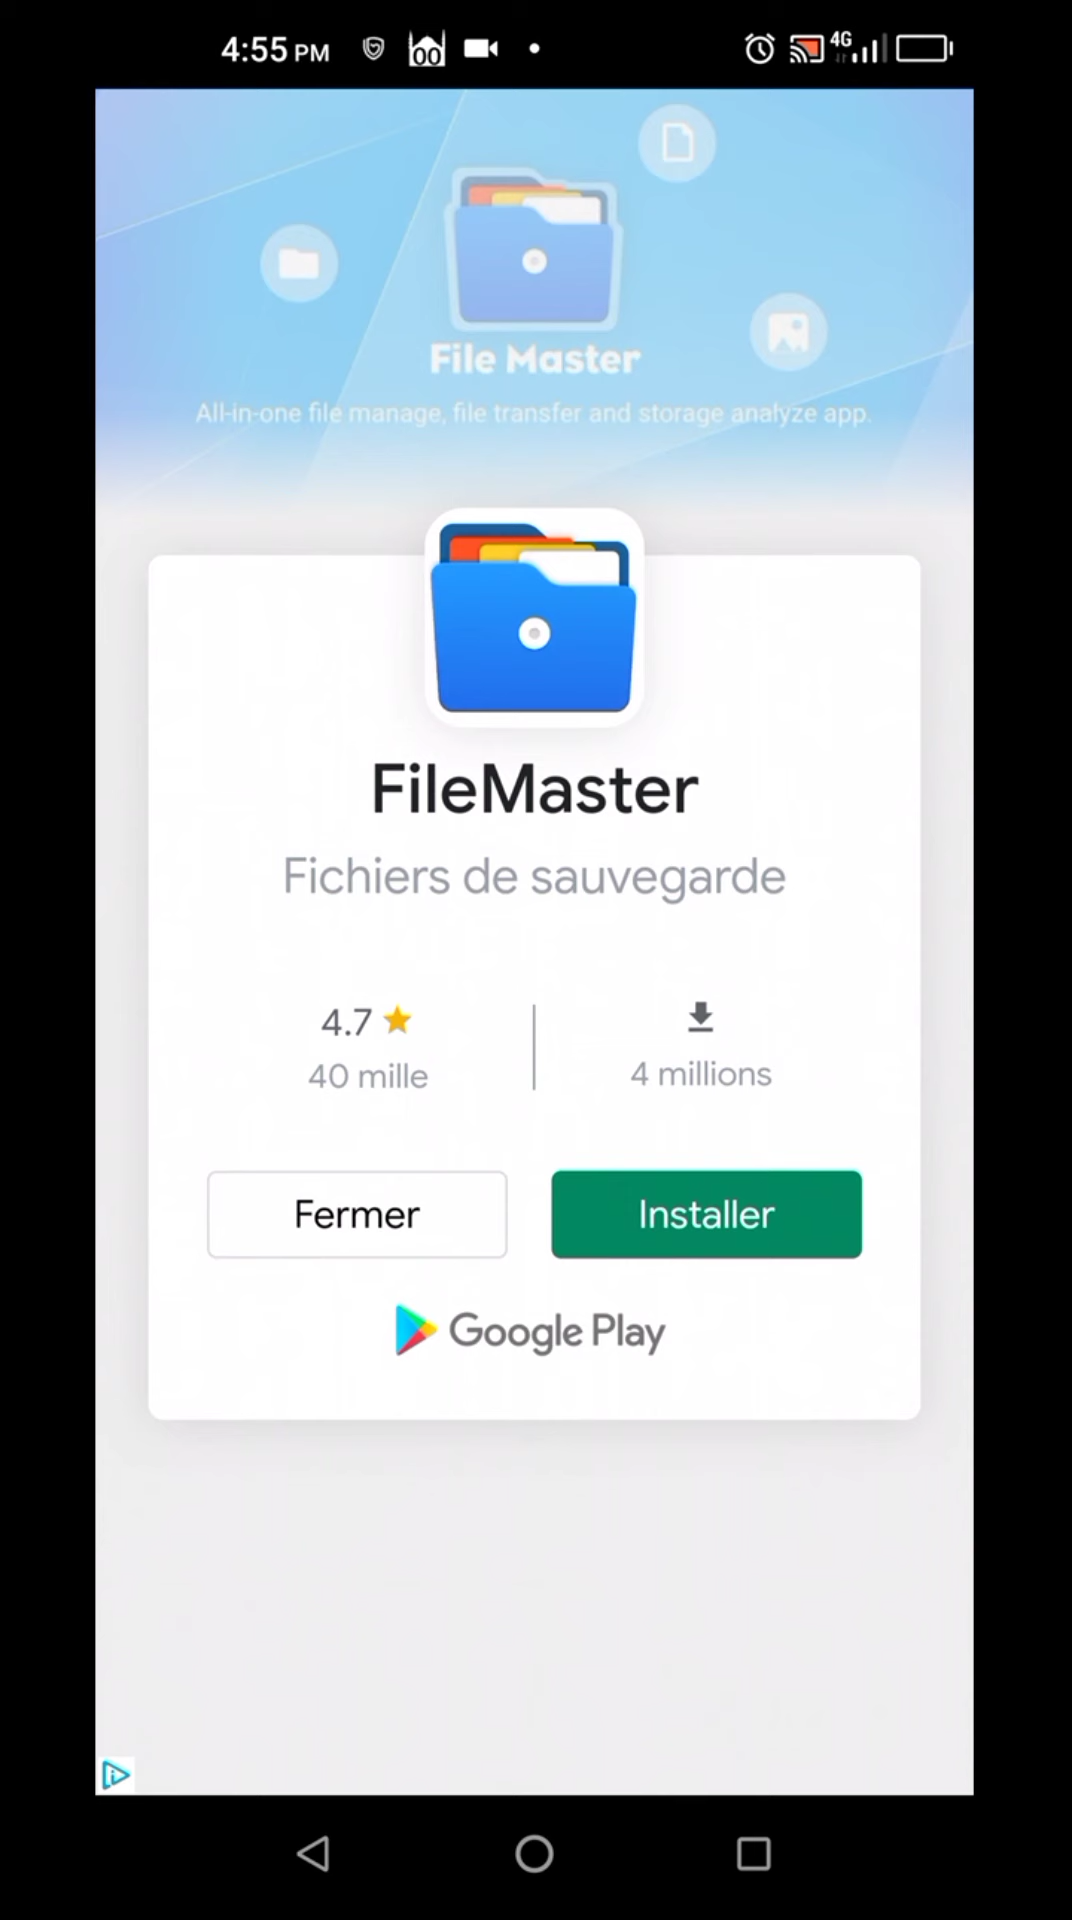 4:55 PM
4G
File Master
All-in-one file manage, file transfer and storage analyze app.
FileMaster
Fichiers de sauvegarde
4.7
40 mille
4 millions
Fermer
Installer
Google Play